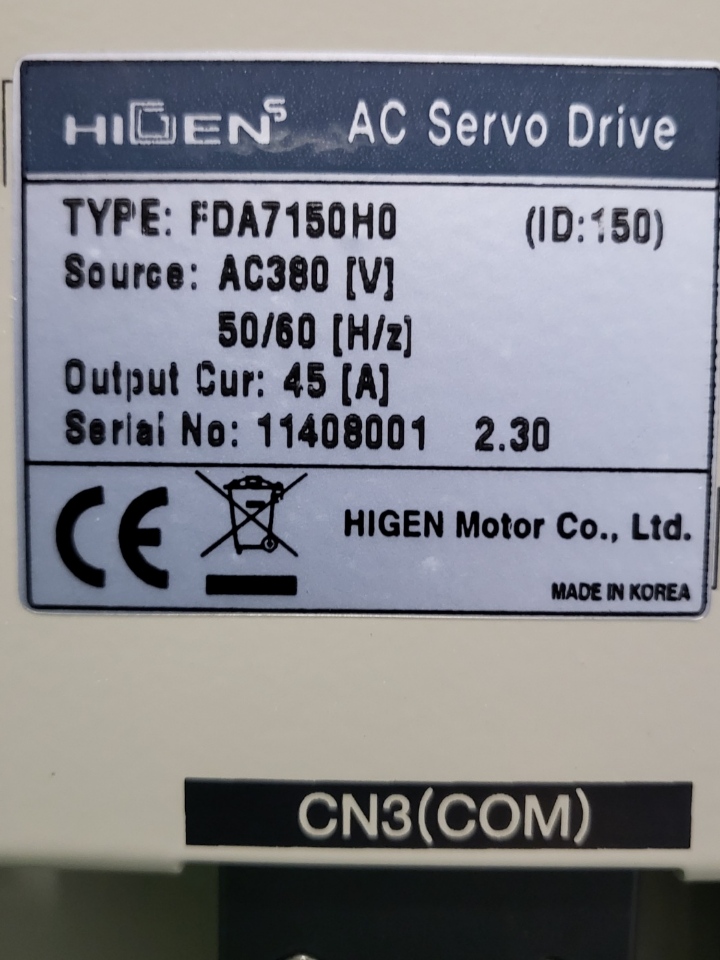 HIGEN S AC Servo Drive
TYPE: FDA7150H0 (ID:150)
Source: AC380 [V]
50/60 [H/z]
Output Cur: 45 [A]
Serial No: 11408001 2.30
CE HIGEN Motor Co., Ltd.
MADE IN KOREA
CN3(COM)